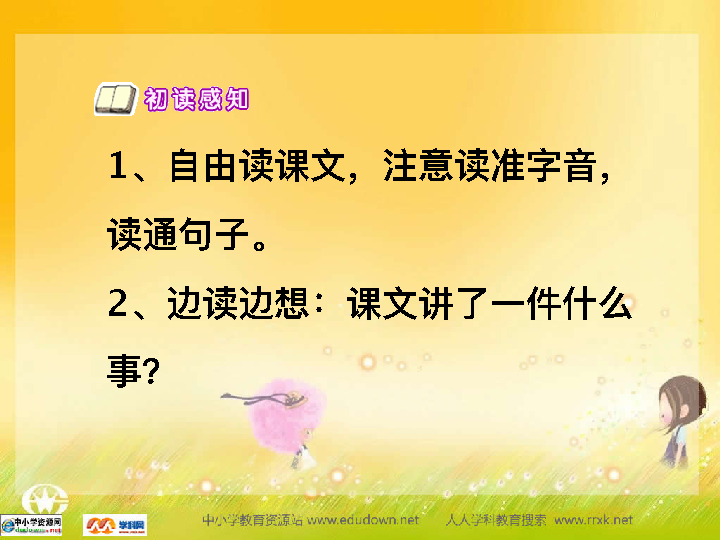 初读感知
1、自由读课文，注意读准字音，
读通句子。
2、边读边想：课文讲了一件什么
事？
中小学资源网
学科网
中小学教育资源站 www.edudown.net 人人学科教育搜索 www.rrxk.net